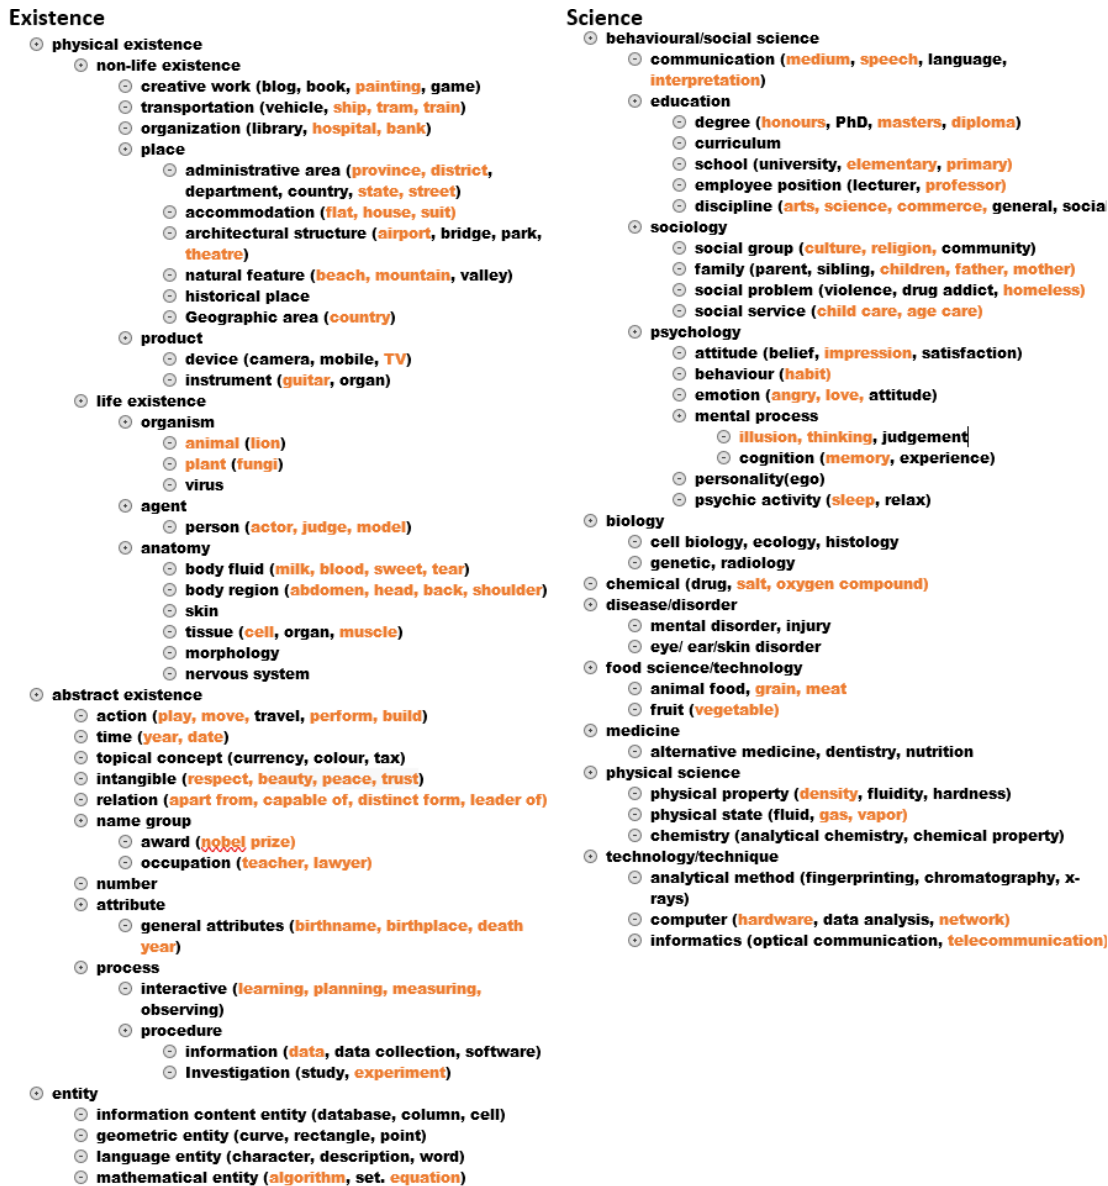 Existence
physical existence
non-life existence
creative work (blog, book, painting, game)
transportation (vehicle, ship, tram, train)
organization (library, hospital, bank)
place
administrative area (province, district,
department, country, state, street)
accommodation (flat, house, suit)
architectural structure (airport, bridge, park,
theatre)
natural feature (beach, mountain, valley)
historical place
Geographic area (country)
product
device (camera, mobile, TV)
instrument (guitar, organ)
life existence
organism
animal (lion)
plant (fungi)
virus
agent
person (actor, judge, model)
anatomy
body fluid (milk, blood, sweet, tear)
body region (abdomen, head, back, shoulder)
skin
tissue (cell, organ, muscle)
morphology
nervous system
abstract existence
action (play, move, travel, perform, build)
time (year, date)
topical concept (currency, colour, tax)
intangible (respect, beauty, peace, trust)
relation (apart from, capable of, distinct form, leader of)
name group
award (nobel prize)
occupation (teacher, lawyer)
number
attribute
general attributes (birthname, birthplace, death
year)
process
interactive (learning, planning, measuring,
observing)
procedure
information (data, data collection, software)
Investigation (study, experiment)
entity
information content entity (database, column, cell)
geometric entity (curve, rectangle, point)
language entity (character, description, word)
mathematical entity (algorithm, set. equation)
Science
behavioural/social science
communication (medium, speech, language,
interpretation)
education
degree (honours, PhD, masters, diploma)
curriculum
school (university, elementary, primary)
employee position (lecturer, professor)
discipline (arts, science, commerce, general, social
sociology
social group (culture, religion, community)
family (parent, sibling, children, father, mother)
social problem (violence, drug addict, homeless)
social service (child care, age care)
psychology
attitude (belief, impression, satisfaction)
behaviour (habit)
emotion (angry, love, attitude)
mental process
illusion, thinking, judgement
cognition (memory, experience)
personality(ego)
psychic activity (sleep, relax)
biology
cell biology, ecology, histology
genetic, radiology
chemical (drug, salt, oxygen compound)
disease/disorder
mental disorder, injury
eye/ ear/skin disorder
food science/technology
animal food, grain, meat
fruit (vegetable)
medicine
alternative medicine, dentistry, nutrition
physical science
physical property (density, fluidity, hardness)
physical state (fluid, gas, vapor)
chemistry (analytical chemistry, chemical property)
technology/technique
analytical method (fingerprinting, chromatography, x-
rays)
computer (hardware, data analysis, network)
informatics (optical communication, telecommunication)